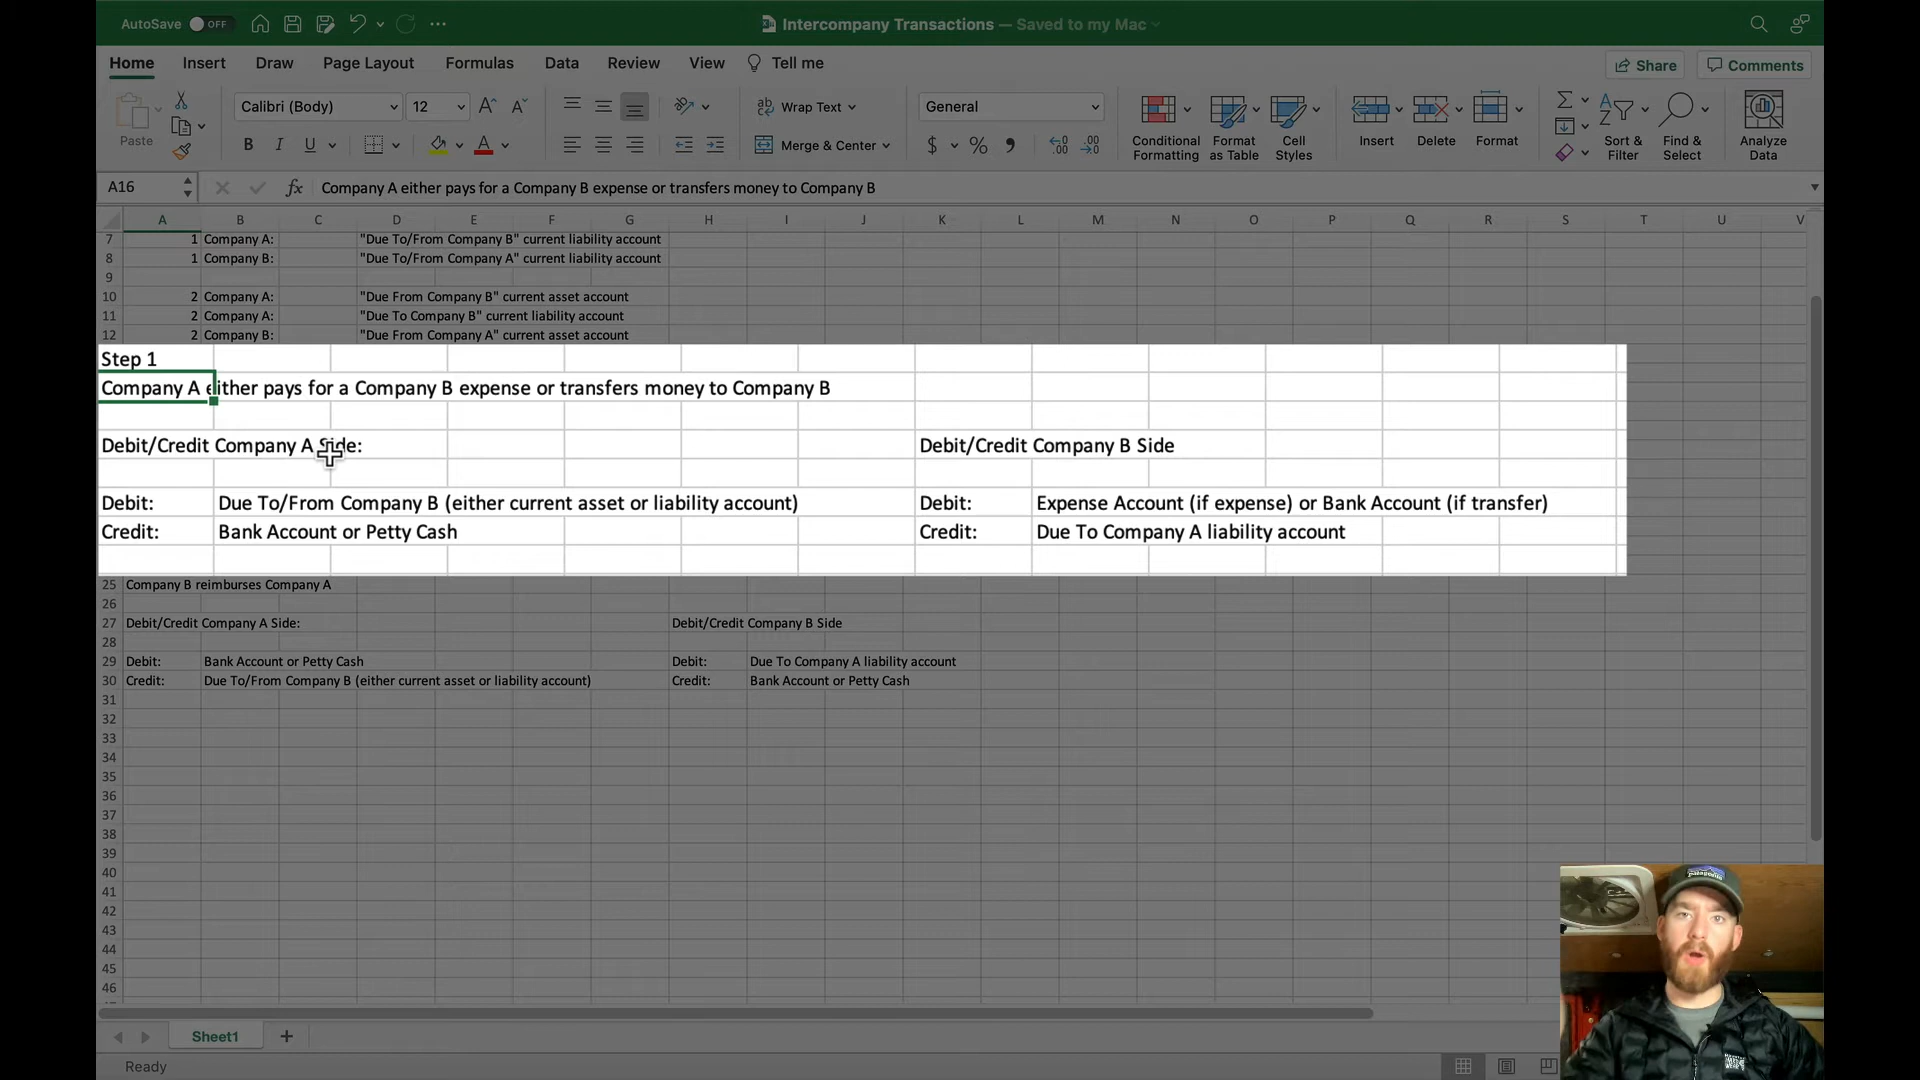 AutoSave OFF Intercompany Transactions — Saved to my Mac
Home Insert Draw Page Layout Formulas Data Review View Tell me Share Comments
Paste Calibri (Body) 12 Wrap Text General
B I U A Merge & Center $ % Conditional Formatting Format as Table Cell Styles Insert Delete Format Sort & Filter Find & Select Analyze Data
A16 fx Company A either pays for a Company B expense or transfers money to Company B
A B C D E F G H I J K L M N O P Q R S T U V
7 1 Company A: "Due To/From Company B" current liability account
8 1 Company B: "Due To/From Company A" current liability account
9
10 2 Company A: "Due From Company B" current asset account
11 2 Company A: "Due To Company B" current liability account
12 2 Company B: "Due From Company A" current asset account
Step 1
Company A either pays for a Company B expense or transfers money to Company B
Debit/Credit Company A Side: Debit/Credit Company B Side
Debit: Due To/From Company B (either current asset or liability account) Debit: Expense Account (if expense) or Bank Account (if transfer)
Credit: Bank Account or Petty Cash Credit: Due To Company A liability account
25 Company B reimburses Company A
26
27 Debit/Credit Company A Side: Debit/Credit Company B Side
28
29 Debit: Bank Account or Petty Cash Debit: Due To Company A liability account
30 Credit: Due To/From Company B (either current asset or liability account) Credit: Bank Account or Petty Cash
31
32
33
34
35
36
37
38
39
40
41
42
43
44
45
46
Sheet1
Ready
patagonia